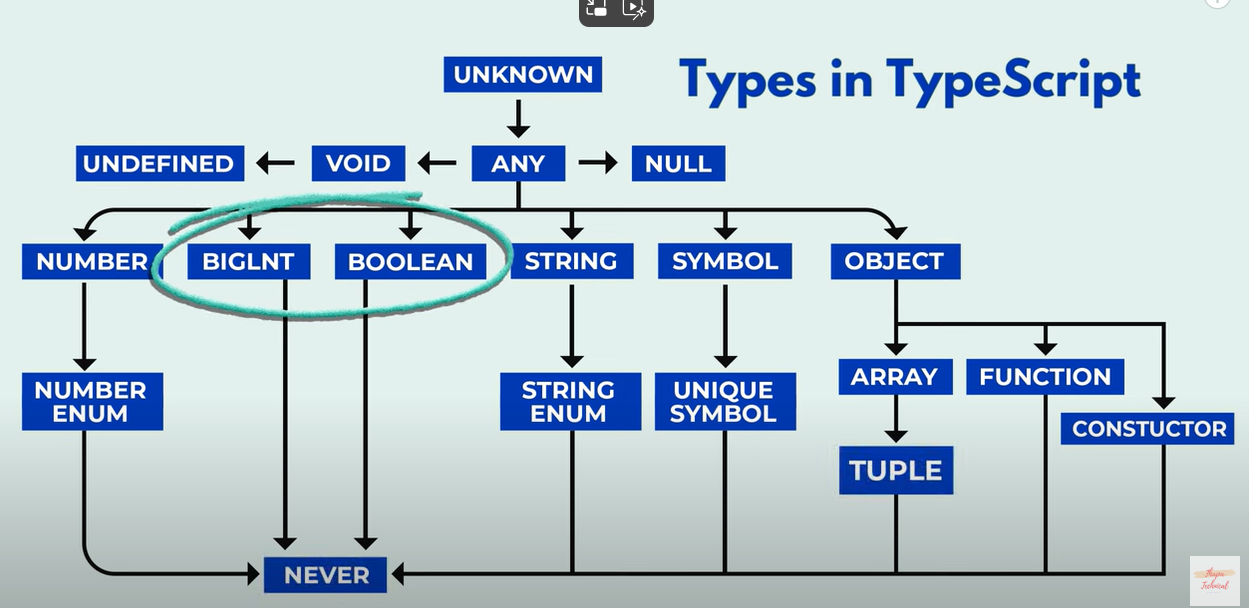 UNKNOWN
Types in TypeScript
UNDEFINED
VOID
ANY
NULL
NUMBER
BIGLNT
BOOLEAN
STRING
SYMBOL
OBJECT
NUMBER
ENUM
STRING
ENUM
UNIQUE
SYMBOL
ARRAY
FUNCTION
CONSTUCTOR
TUPLE
NEVER
Thapa
Technical